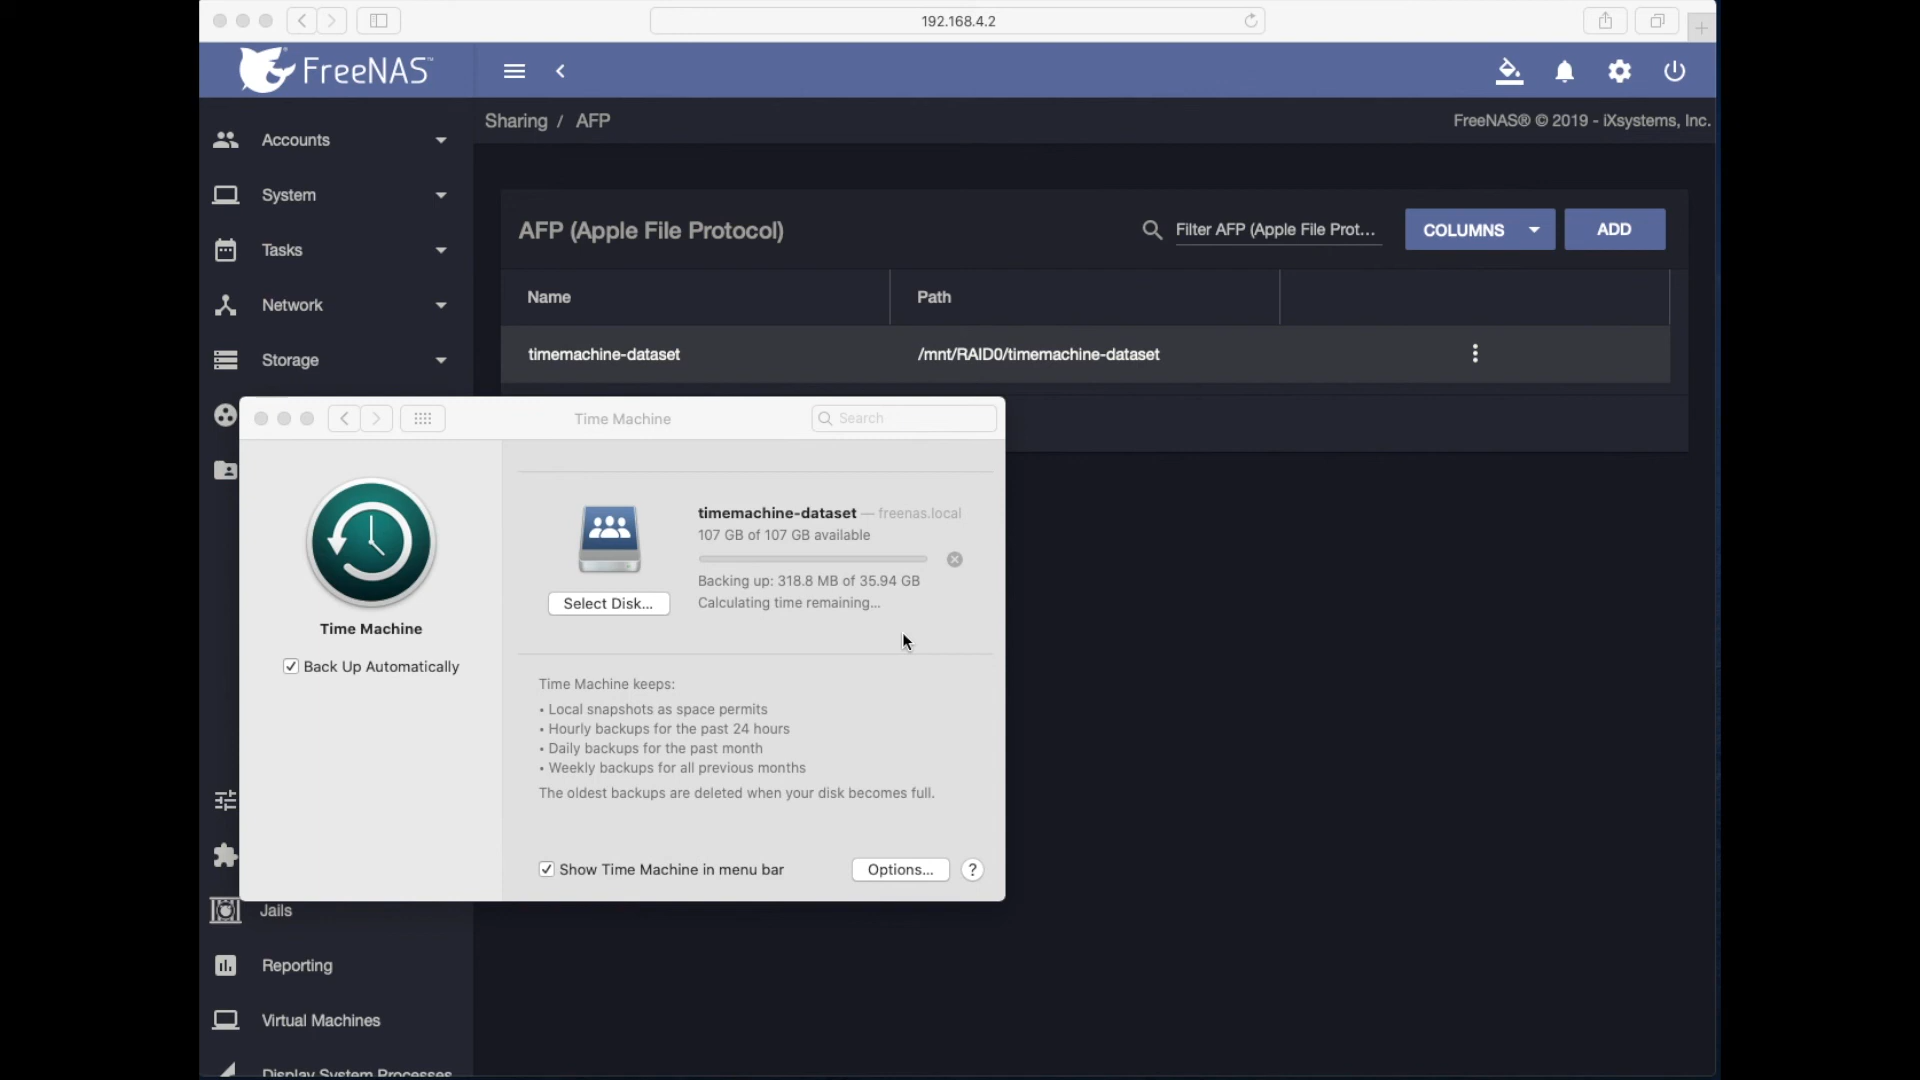 192.168.4.2
FreeNAS™
Sharing / AFP
FreeNAS® © 2019 - iXsystems, Inc.
Accounts
System
Tasks
Network
Storage
AFP (Apple File Protocol)
Filter AFP (Apple File Prot...
COLUMNS
ADD
Name
Path
timemachine-dataset
/mnt/RAID0/timemachine-dataset
Time Machine
Search
timemachine-dataset — freenas.local
107 GB of 107 GB available
Backing up: 318.8 MB of 35.94 GB
Calculating time remaining...
Select Disk...
Time Machine
Back Up Automatically
Time Machine keeps:
• Local snapshots as space permits
• Hourly backups for the past 24 hours
• Daily backups for the past month
• Weekly backups for all previous months
The oldest backups are deleted when your disk becomes full.
Show Time Machine in menu bar
Options...
?
Jails
Reporting
Virtual Machines
Display System Processes